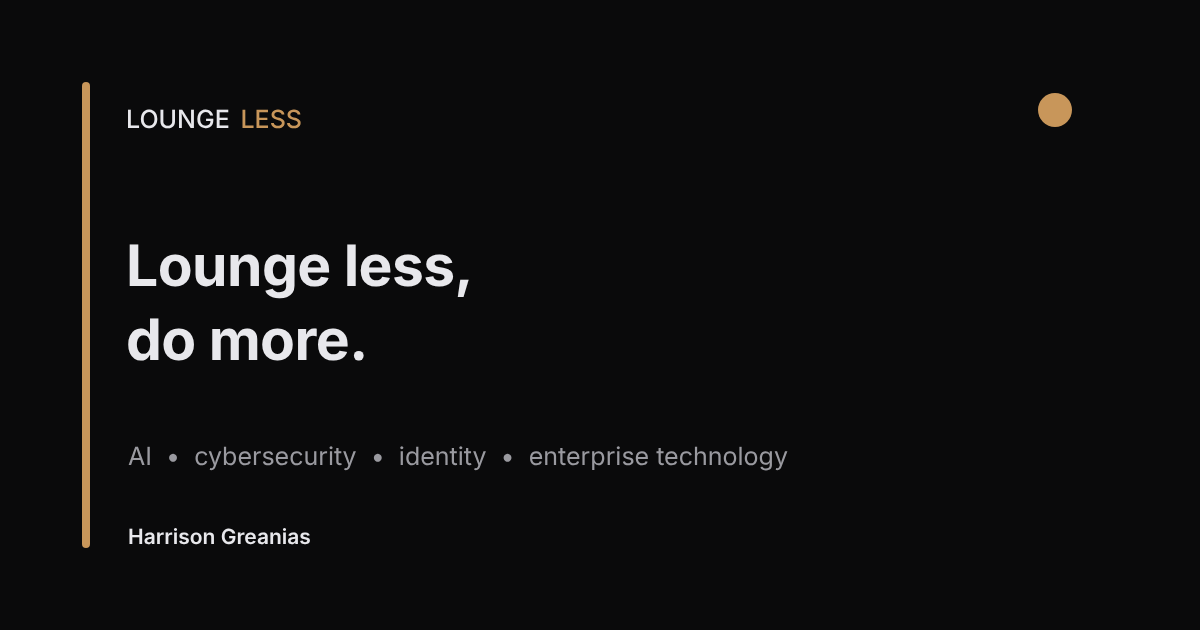 LOUNGE LESS
Lounge less,
do more.
AI • cybersecurity • identity • enterprise technology
Harrison Greanias